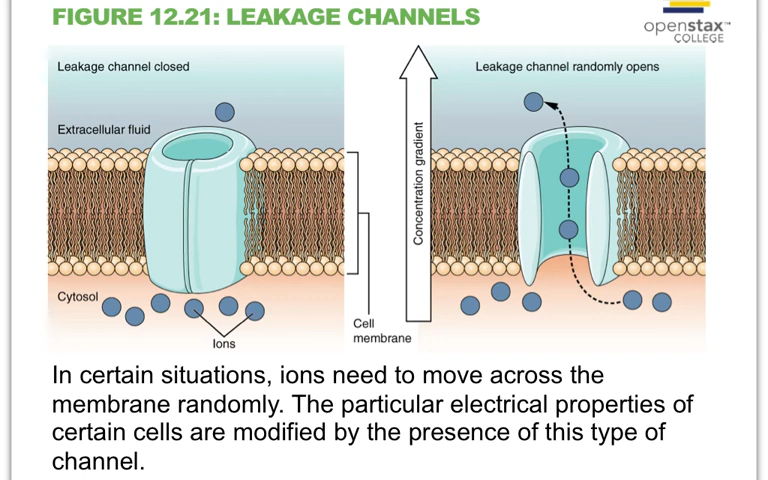 FIGURE 12.21: LEAKAGE CHANNELS
openstax™
COLLEGE
Leakage channel closed
Leakage channel randomly opens
Extracellular fluid
Concentration gradient
Cytosol
Ions
Cell
membrane
In certain situations, ions need to move across the
membrane randomly. The particular electrical properties of
certain cells are modified by the presence of this type of
channel.